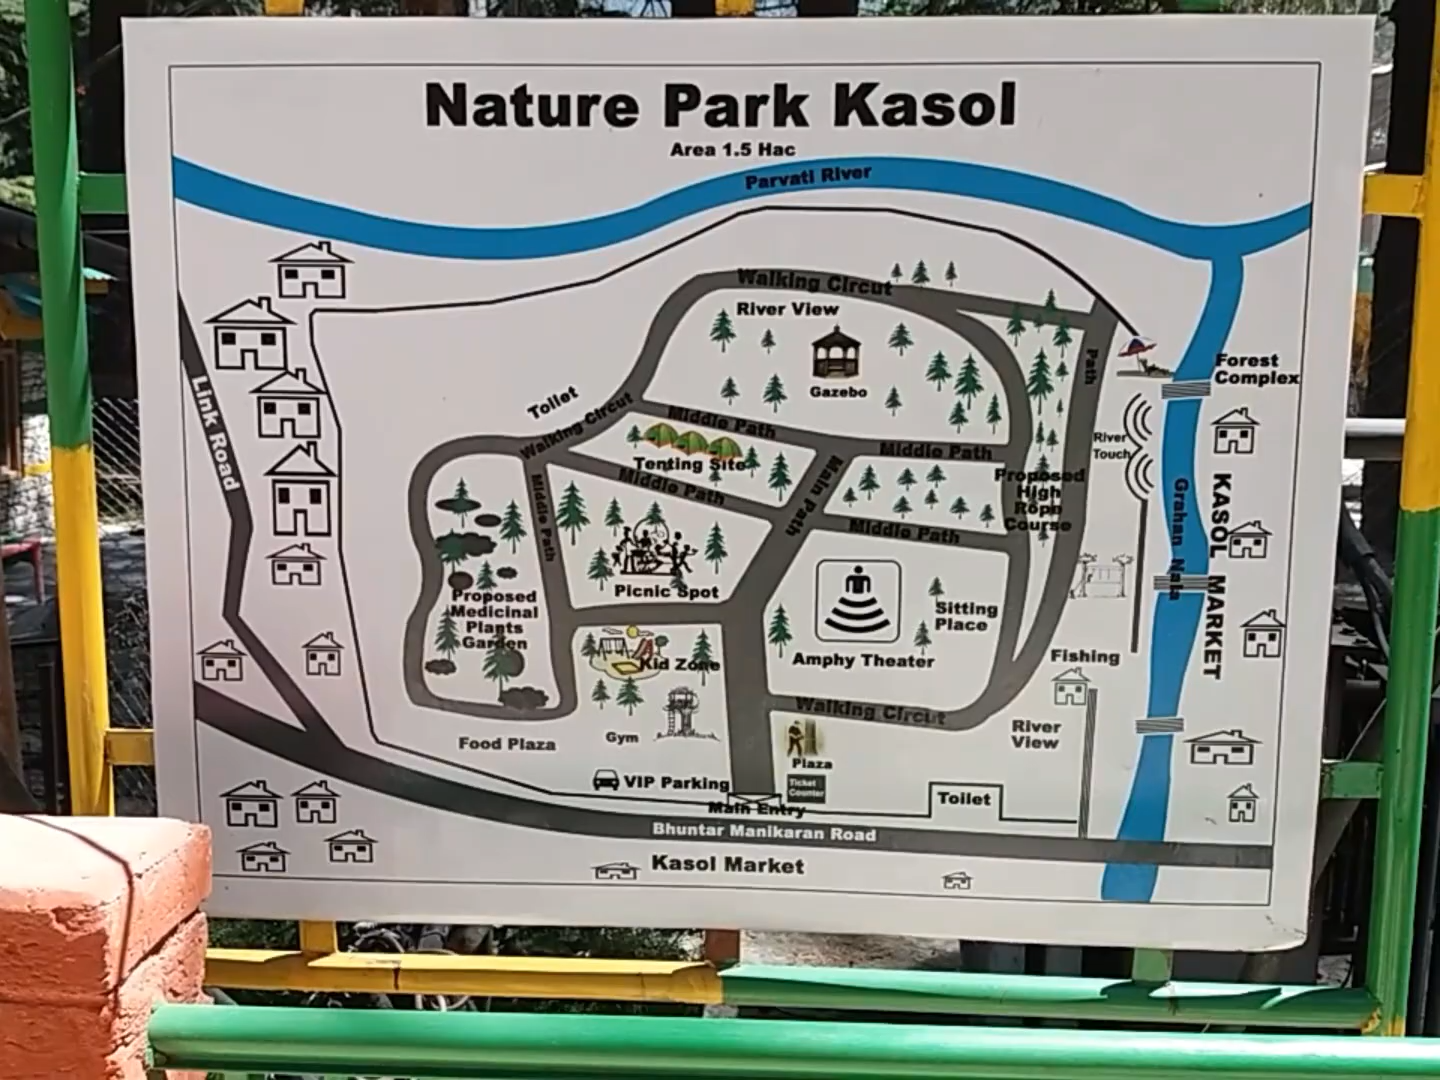 Nature Park Kasol
Area 1.5 Hac
Parvati River
Walking Circut
River View
Gazebo
Path
Forest
Complex
Link Road
Toilet
Walking Circut
Middle Path
Middle Path
River
Touch
Tenting Site
Middle Path
Main Path
Proposed
High
Rope
Course
Middle Path
Middle Path
Grahan Nala
KASOL MARKET
Picnic Spot
Proposed
Medicinal
Plants
Garden
Sitting
Place
Kid Zone
Amphy Theater
Fishing
Walking Circut
River
View
Food Plaza
Gym
Plaza
VIP Parking
Ticket
Counter
Toilet
Main Entry
Bhuntar Manikaran Road
Kasol Market